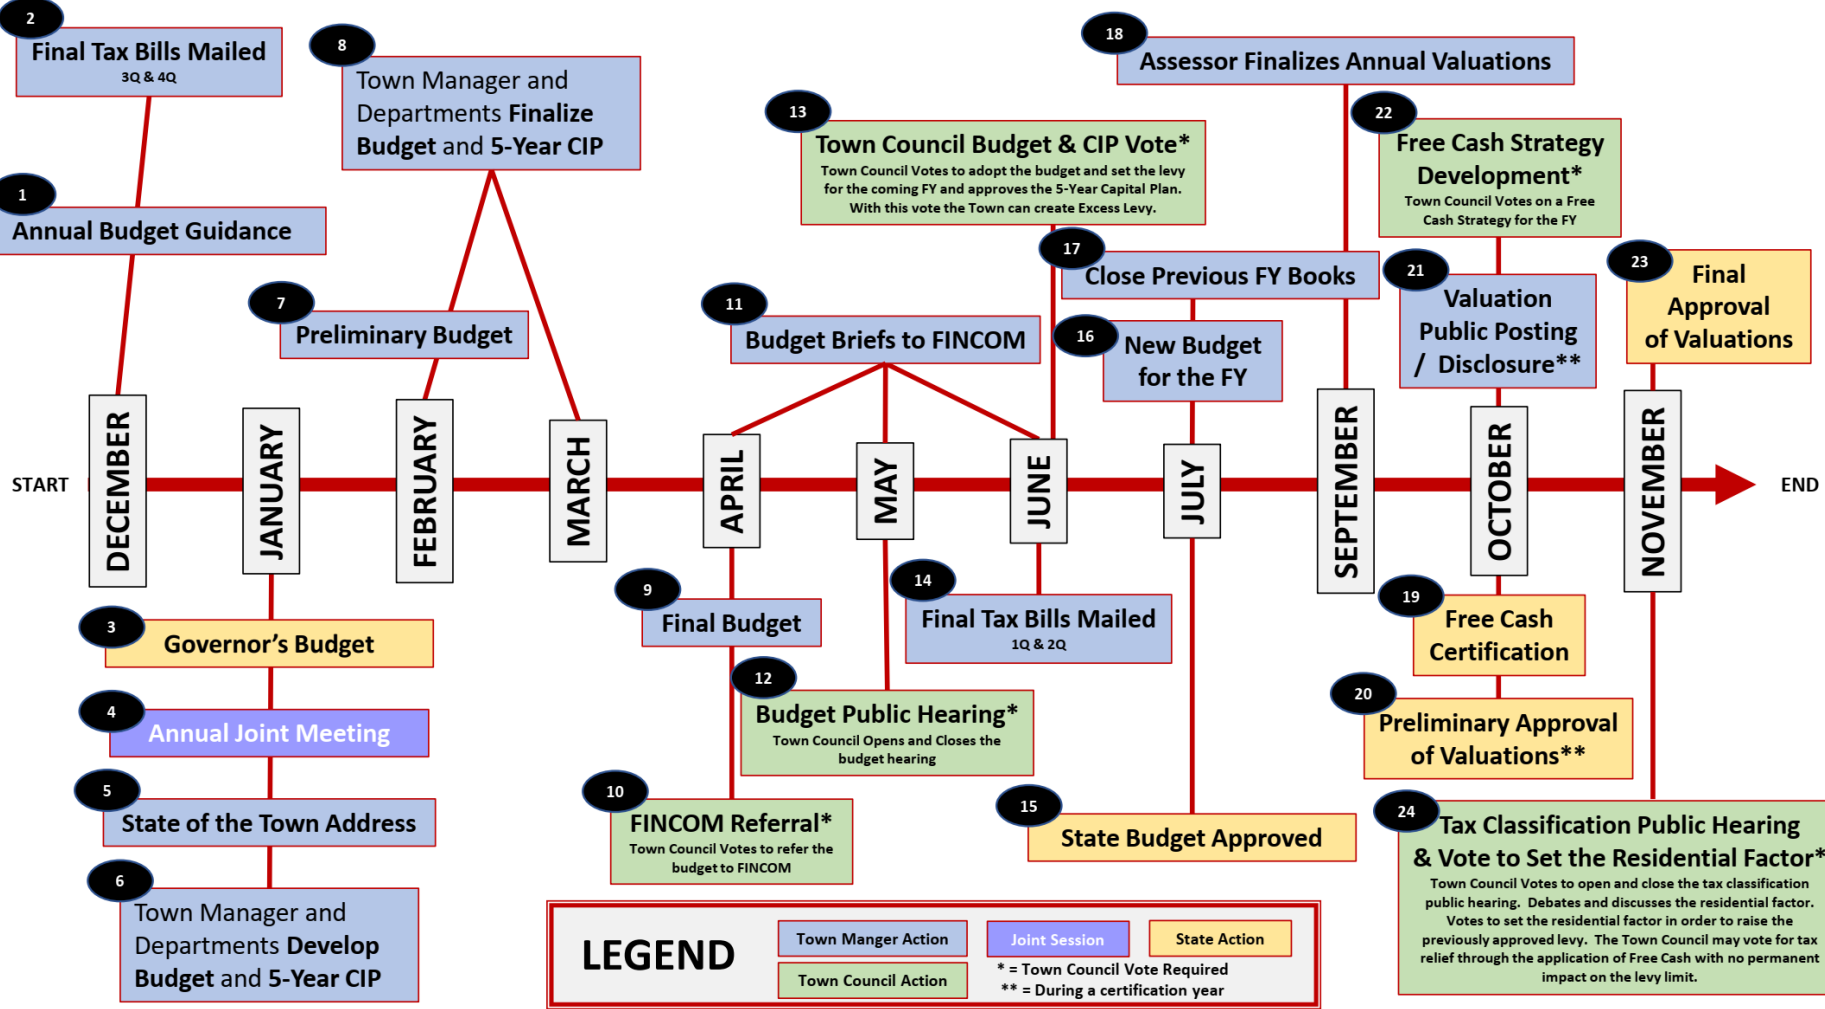 2
Final Tax Bills Mailed
3Q & 4Q
1
Annual Budget Guidance
8
Town Manager and
Departments Finalize
Budget and 5-Year CIP
7
Preliminary Budget
13
Town Council Budget & CIP Vote*
Town Council Votes to adopt the budget and set the levy
for the coming FY and approves the 5-Year Capital Plan.
With this vote the Town can create Excess Levy.
11
Budget Briefs to FINCOM
18
Assessor Finalizes Annual Valuations
17
Close Previous FY Books
16
New Budget
for the FY
22
Free Cash Strategy
Development*
Town Council Votes on a Free
Cash Strategy for the FY
21
Valuation
Public Posting
/ Disclosure**
23
Final
Approval
of Valuations
START
DECEMBER
JANUARY
FEBRUARY
MARCH
APRIL
MAY
JUNE
JULY
SEPTEMBER
OCTOBER
NOVEMBER
END
3
Governor's Budget
4
Annual Joint Meeting
5
State of the Town Address
6
Town Manager and
Departments Develop
Budget and 5-Year CIP
9
Final Budget
10
FINCOM Referral*
Town Council Votes to refer the
budget to FINCOM
12
Budget Public Hearing*
Town Council Opens and Closes the
budget hearing
14
Final Tax Bills Mailed
1Q & 2Q
15
State Budget Approved
19
Free Cash
Certification
20
Preliminary Approval
of Valuations**
24
Tax Classification Public Hearing
& Vote to Set the Residential Factor*
Town Council Votes to open and close the tax classification
public hearing. Debates and discusses the residential factor.
Votes to set the residential factor in order to raise the
previously approved levy. The Town Council may vote for tax
relief through the application of Free Cash with no permanent
impact on the levy limit.
LEGEND
Town Manger Action
Joint Session
State Action
Town Council Action
* = Town Council Vote Required
** = During a certification year